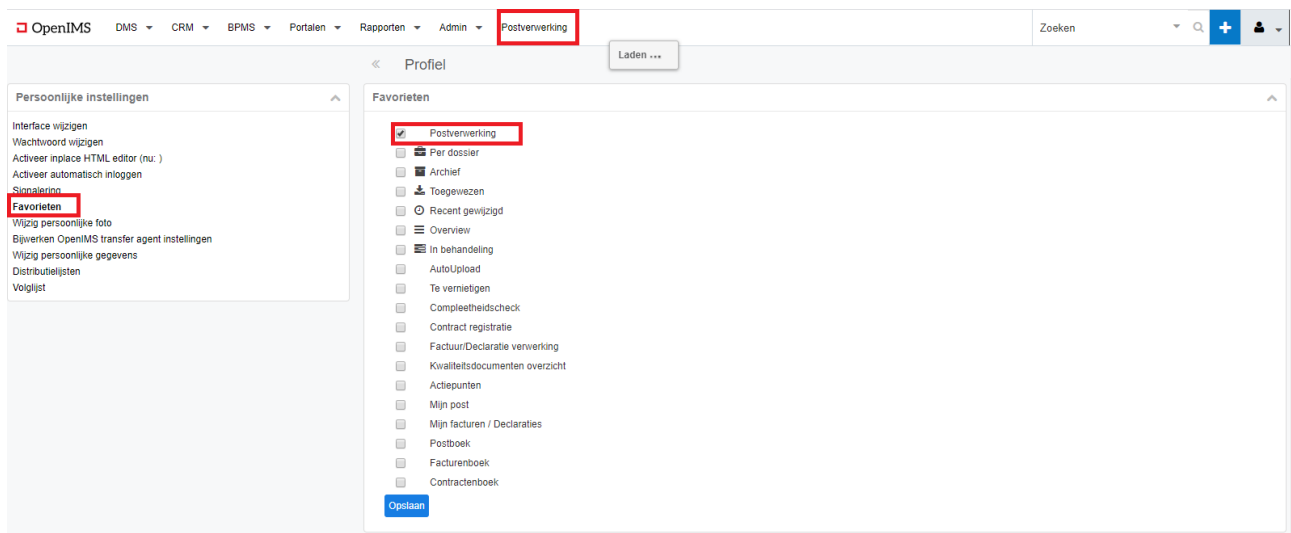 OpenIMS DMS CRM BPMS Portalen Rapporten Admin Postverwerking Zoeken
Laden ...
« Profiel
Persoonlijke instellingen
Interface wijzigen
Wachtwoord wijzigen
Activeer inplace HTML editor (nu: )
Activeer automatisch inloggen
Signalering
Favorieten
Wijzig persoonlijke foto
Bijwerken OpenIMS transfer agent instellingen
Wijzig persoonlijke gegevens
Distributielijsten
Volglijst
Favorieten
Postverwerking
Per dossier
Archief
Toegewezen
Recent gewijzigd
Overview
In behandeling
AutoUpload
Te vernietigen
Compleetheidscheck
Contract registratie
Factuur/Declaratie verwerking
Kwaliteitsdocumenten overzicht
Actiepunten
Mijn post
Mijn facturen / Declaraties
Postboek
Facturenboek
Contractenboek
Opslaan